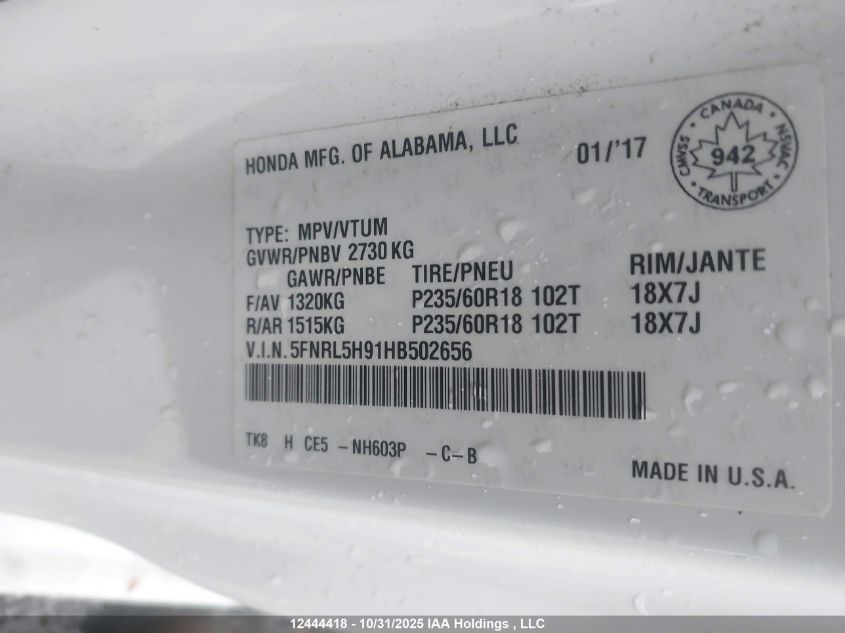 HONDA MFG. OF ALABAMA, LLC 01/'17
CANADA
CMVSS 942 NSVAC
TRANSPORT
TYPE: MPV/VTUM
GVWR/PNBV 2730 KG
GAWR/PNBE TIRE/PNEU RIM/JANTE
F/AV 1320KG P235/60R18 102T 18X7J
R/AR 1515KG P235/60R18 102T 18X7J
V.I.N. 5FNRL5H91HB502656
TK8 H CE5 -NH603P -C-B
MADE IN U.S.A.
12444418 - 10/31/2025 IAA Holdings , LLC